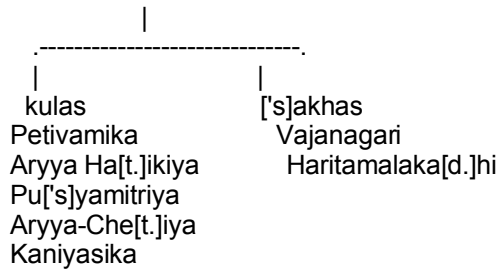 |
.------------------------------.
| |
kulas ['s]akhas
Petivamika Vajanagari
Aryya Ha[t.]ikiya Haritamalaka[d.]hi
Pu['s]yamitriya
Aryya-Che[t.]iya
Kaniyasika